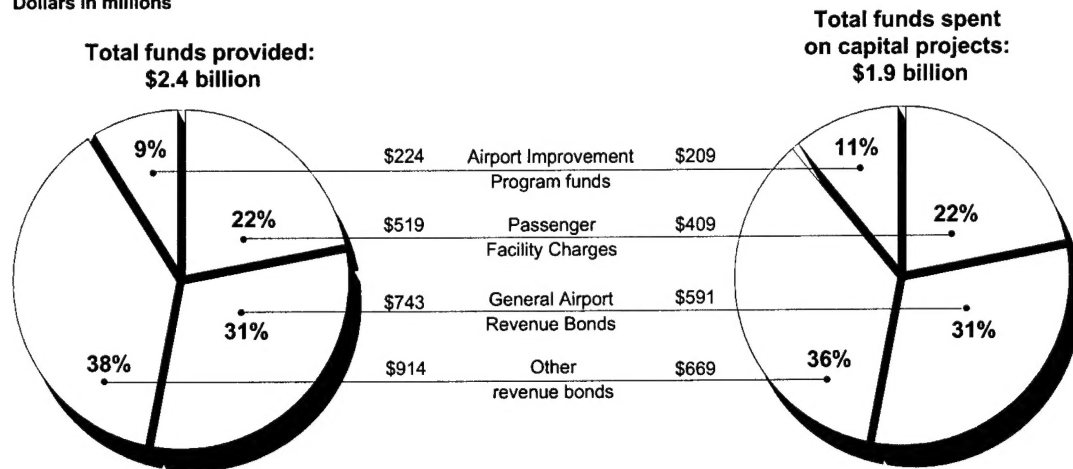 Dollars in millions
Total funds provided:
$2.4 billion
Total funds spent
on capital projects:
$1.9 billion
9%
$224 Airport Improvement $209
Program funds
11%
22%
$519 Passenger $409
Facility Charges
22%
$743 General Airport $591
Revenue Bonds
31%
31%
38%
$914 Other $669
revenue bonds
36%